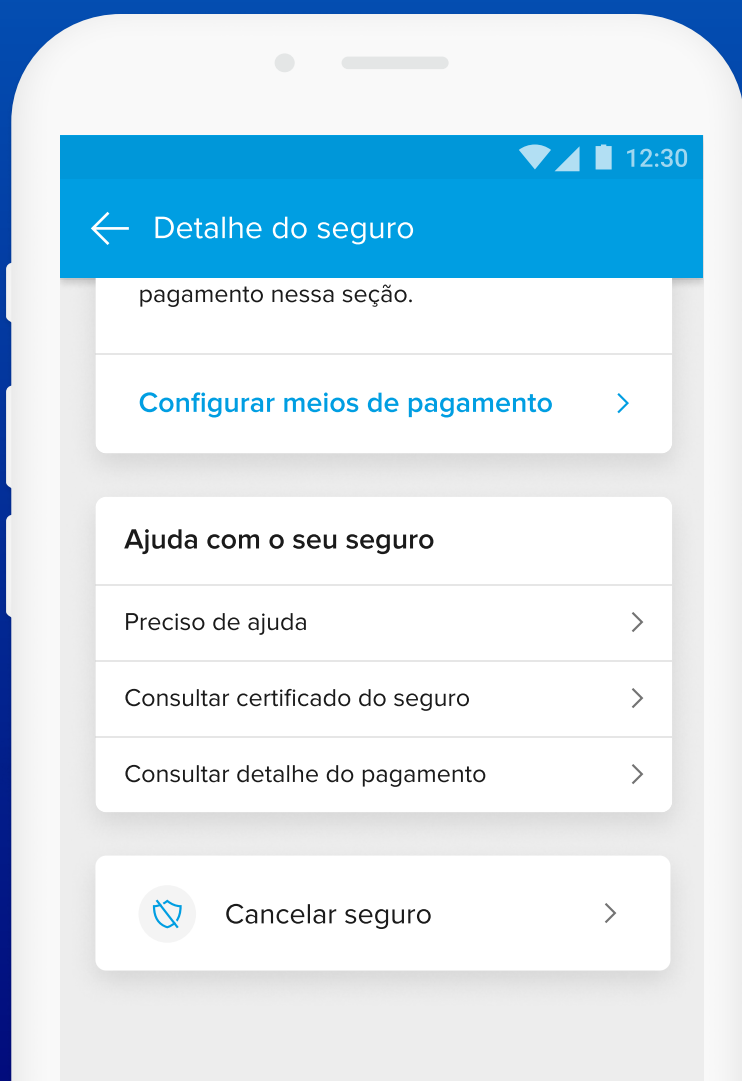 12:30
Detalhe do seguro
pagamento nessa seção.
Configurar meios de pagamento
Ajuda com o seu seguro
Preciso de ajuda
Consultar certificado do seguro
Consultar detalhe do pagamento
Cancelar seguro